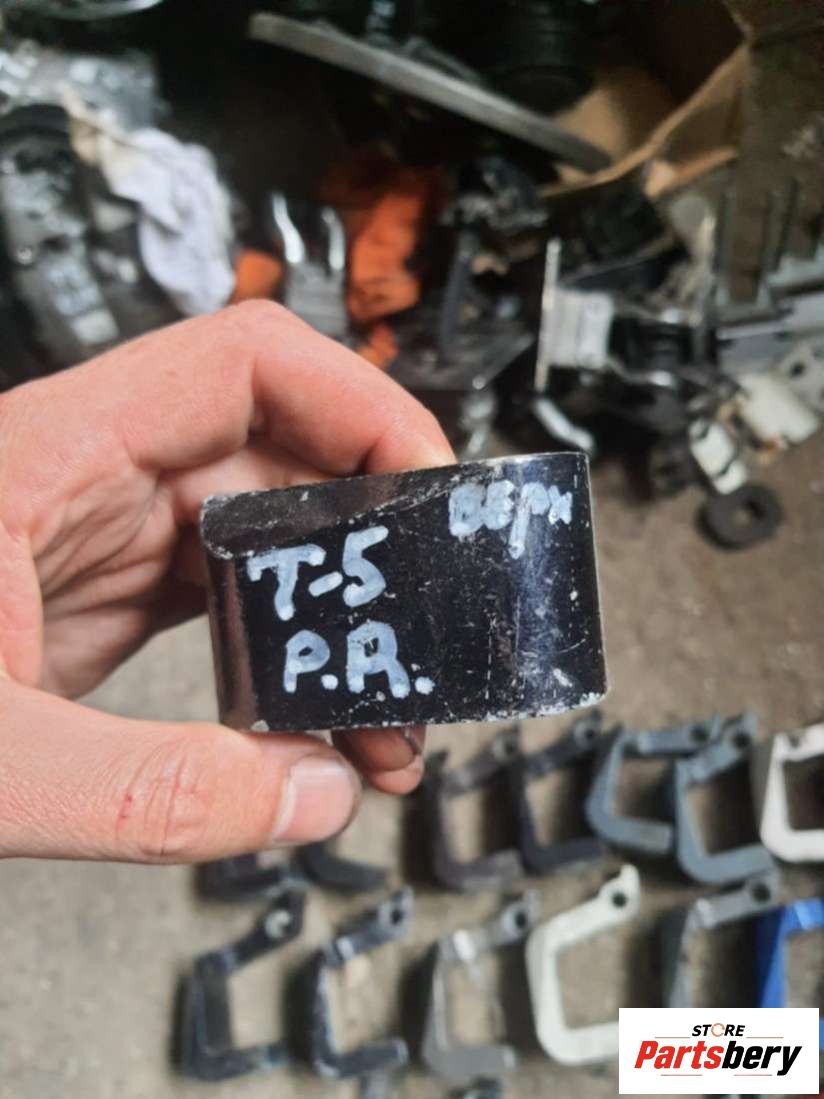 верх
T-5
P.R.
STORE
Partsbery